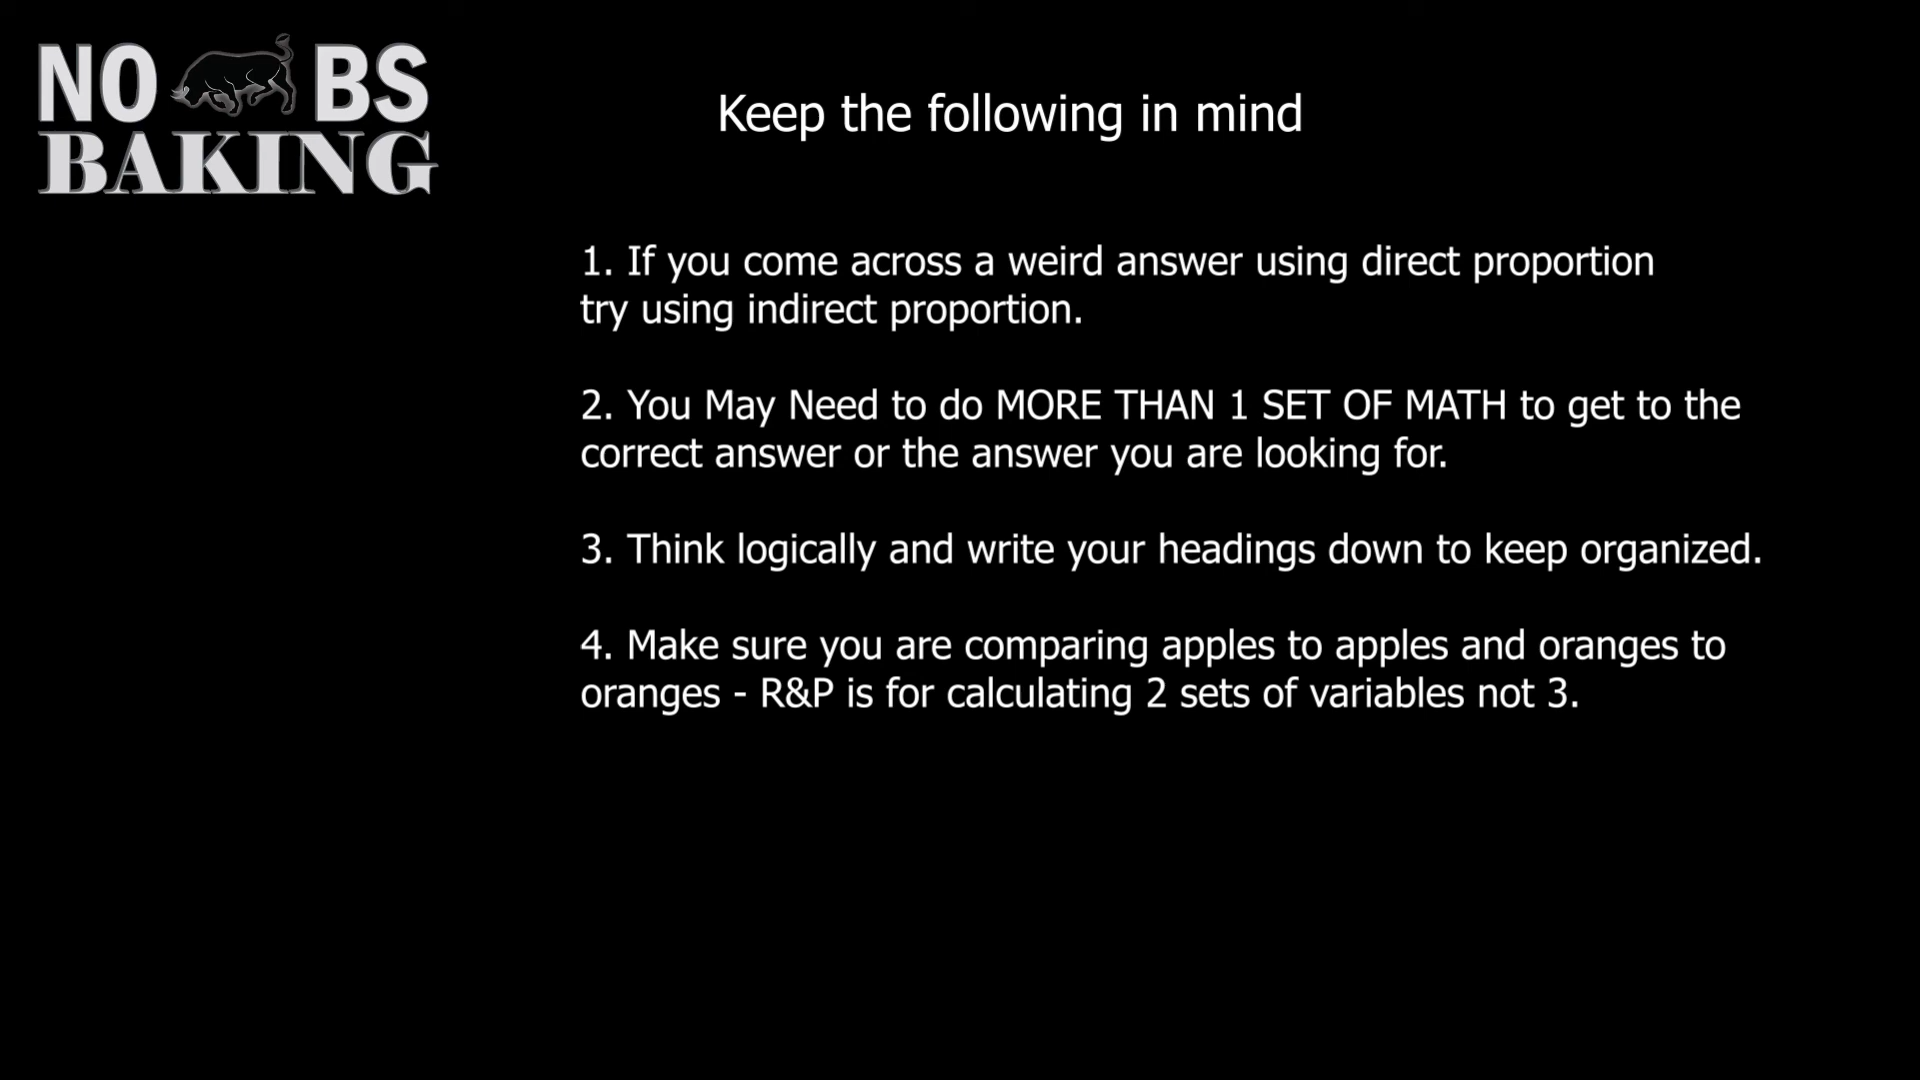 NO BS
BAKING
Keep the following in mind
1. If you come across a weird answer using direct proportion
try using indirect proportion.
2. You May Need to do MORE THAN 1 SET OF MATH to get to the
correct answer or the answer you are looking for.
3. Think logically and write your headings down to keep organized.
4. Make sure you are comparing apples to apples and oranges to
oranges - R&P is for calculating 2 sets of variables not 3.